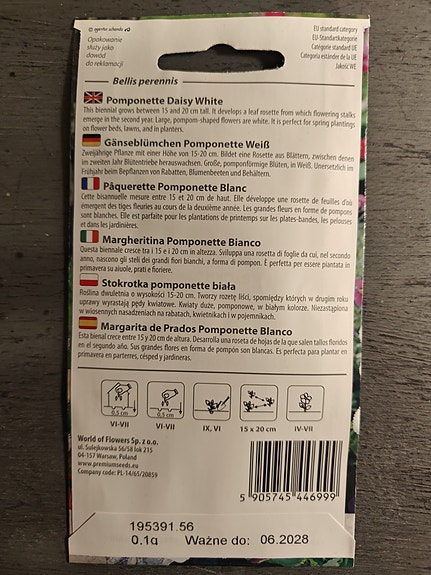 © agentur schanda
Opakowanie
służy jako
dowód
do reklamacji
EU standard category
EU-Standartkategorie
Catégorie standard UE
Categoría estándar de la UE
Jakość WE
Bellis perennis
Pomponette Daisy White
This biennial grows between 15 and 20 cm tall. It develops a leaf rosette from which flowering stalks
emerge in the second year. Large, pompom-shaped flowers are white. It is perfect for spring plantings
on flower beds, lawns, and in planters.
Gänseblümchen Pomponette Weiß
Zweijährige Pflanze mit einer Höhe von 15-20 cm. Bildet eine Rosette aus Blättern, zwischen denen
im zweiten Jahr Blütentriebe herauswachsen. Große, pomponförmige Blüten, in Weiß. Unersetzlich im
Frühjahr beim Bepflanzen von Rabatten, Blumenbeeten und Behältern.
Pâquerette Pomponette Blanc
Cette bisannuelle mesure entre 15 et 20 cm de haut. Elle développe une rosette de feuilles d'où
émergent des tiges fleuries au cours de la deuxième année. Les grandes fleurs en forme de pompons
sont blanches. Elle est parfaite pour les plantations de printemps sur les plates-bandes, les pelouses
et dans les jardinières.
Margheritina Pomponette Bianco
Questa biennale cresce tra i 15 e i 20 cm in altezza. Sviluppa una rosetta di foglie da cui, nel secondo
anno, nascono gli steli dei grandi fiori bianchi, a forma di pompon. È perfetta per essere piantata in
primavera su aiuole, prati e fioriere.
Stokrotka pomponette biała
Roślina dwuletnia o wysokości 15-20 cm. Tworzy rozetę liści, spomiędzy których w drugim roku
uprawy wyrastają pędy kwiatowe. Kwiaty duże, pomponowe, w białym kolorze. Niezastąpiona
w wiosennych nasadzeniach na rabatach, kwietnikach i w pojemnikach.
Margarita de Prados Pomponette Blanco
Esta bienal crece entre 15 y 20 cm de altura. Desarrolla una roseta de hojas de la que salen tallos floridos
en el segundo año. Sus grandes flores en forma de pompón son blancas. Es perfecta para plantar en
primavera en parterres, césped y jardineras.
0,5 cm
0,5 cm
VI-VII
VI-VII
IX, VI
15 x 20 cm
IV-VII
World of Flowers Sp. z o.o.
ul. Sulejkowska 56/58 lok 215
04-157 Warsaw, Poland
www.premiumseeds.eu
Company code: PL-14/65/20859
5 905745 446999
195391.56
0,1g Ważne do: 06.2028